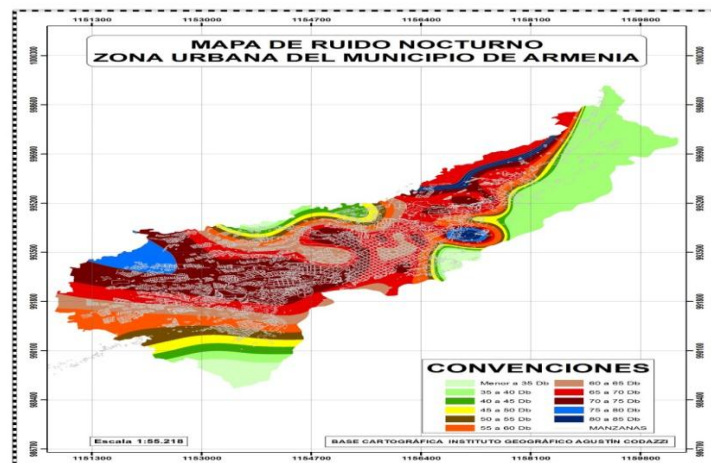 MAPA DE RUIDO NOCTURNO
ZONA URBANA DEL MUNICIPIO DE ARMENIA
1151300 1153000 1154700 1156400 1158100 1159800
CONVENCIONES
Menor a 35 Db
35 a 40 Db
40 a 45 Db
45 a 50 Db
50 a 55 Db
55 a 60 Db
60 a 65 Db
65 a 70 Db
70 a 75 Db
75 a 80 Db
80 a 85 Db
MANZANAS
Escala 1:55.218
BASE CARTOGRÁFICA INSTITUTO GEOGRÁFICO AGUSTÍN CODAZZI
1151300 1153000 1154700 1156400 1158100 1159800